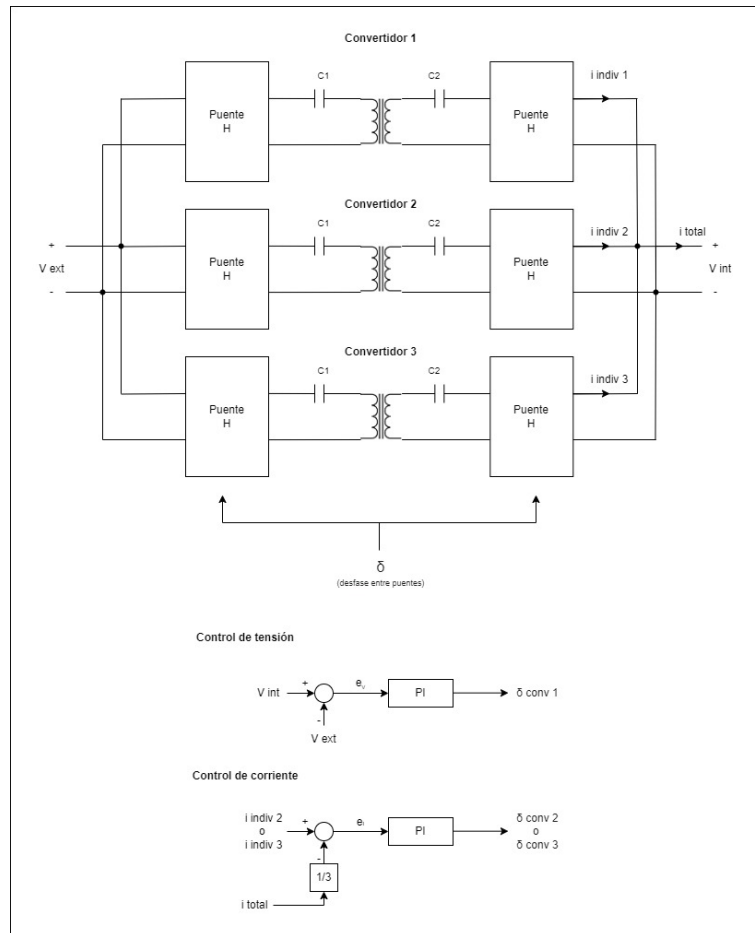 Convertidor 1
Puente
H
C1
C2
Puente
H
i indiv 1
Convertidor 2
+
V ext
-
Puente
H
C1
C2
Puente
H
i indiv 2
i total
+
V int
-
Convertidor 3
Puente
H
C1
C2
Puente
H
i indiv 3
δ
(desfase entre puentes)
Control de tensión
V int
+
-
V ext
eᵥ
PI
δ conv 1
Control de corriente
i indiv 2
o
i indiv 3
+
-
1/3
i total
eᵢ
PI
δ conv 2
o
δ conv 3